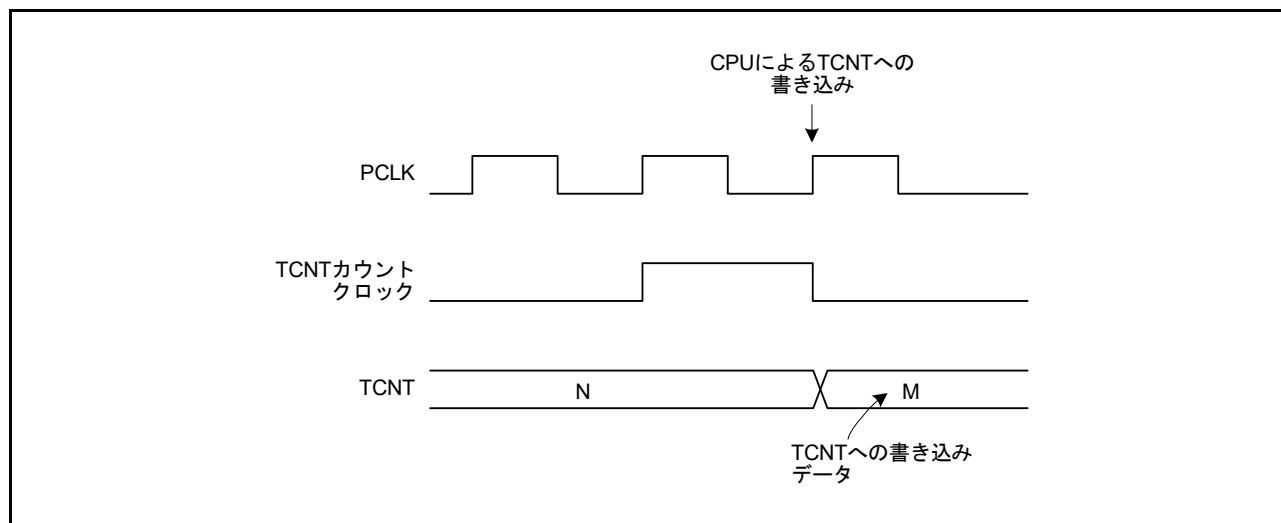 CPUによるTCNTへの
書き込み
PCLK
TCNTカウント
クロック
TCNT
N
M
TCNTへの書き込み
データ